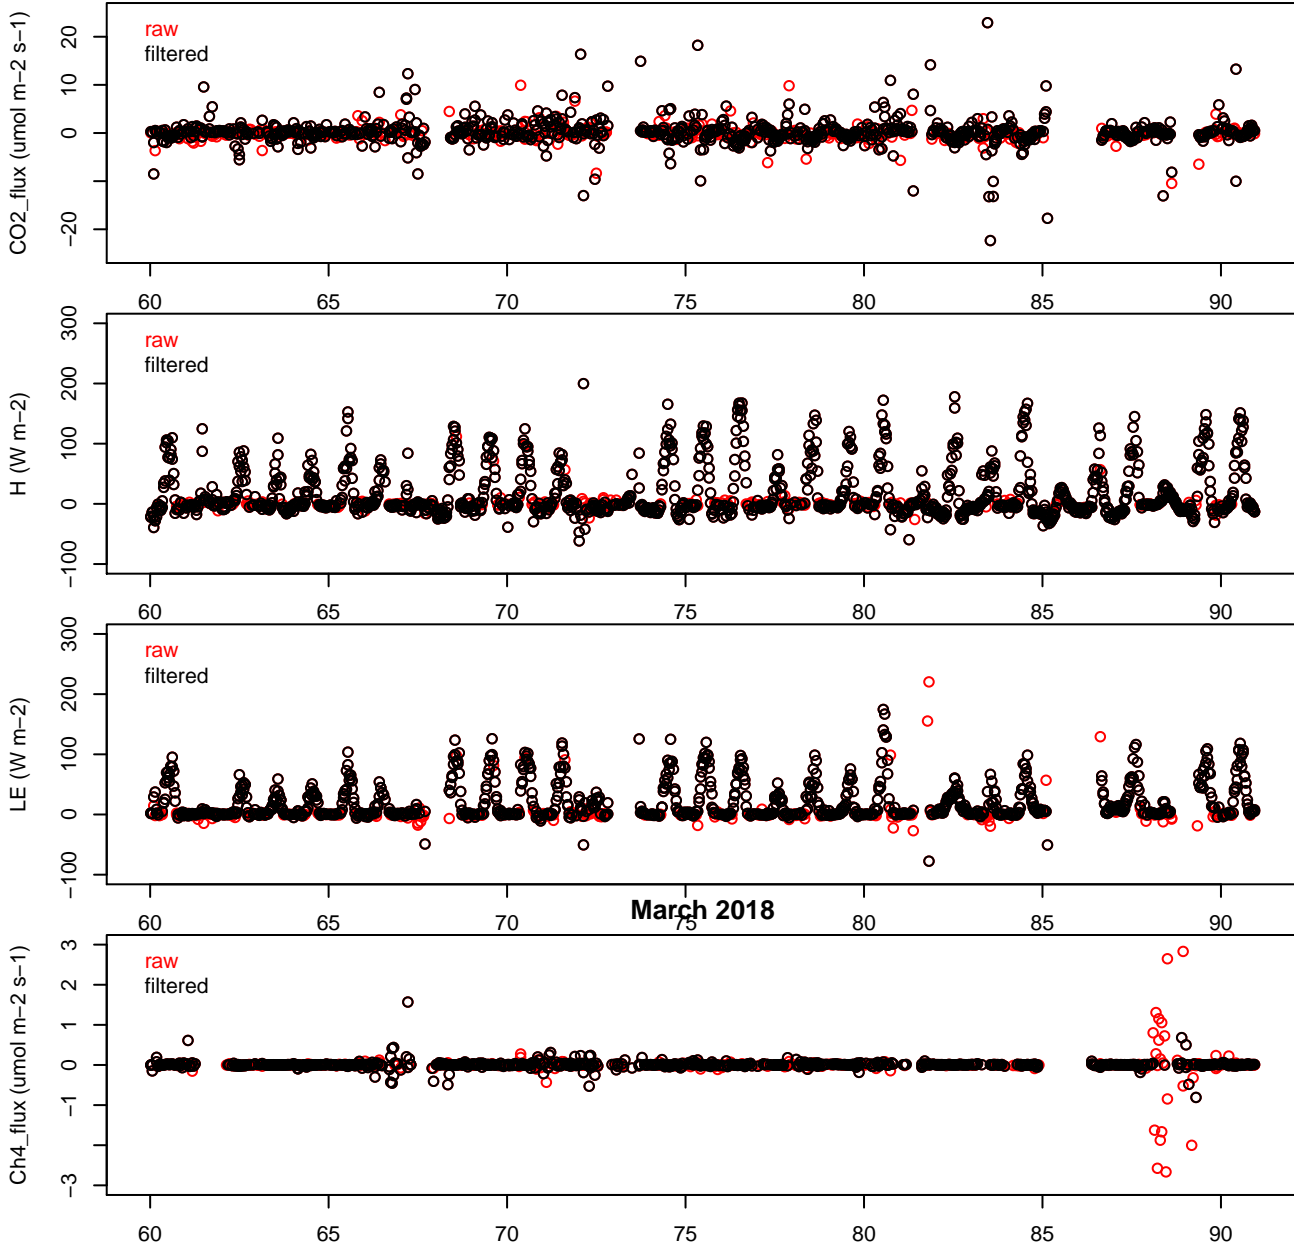 CO2_flux (umol m−2 s−1)
20
10
0
−20
raw
filtered
60 65 70 75 80 85 90
H (W m−2)
300
200
100
0
−100
raw
filtered
60 65 70 75 80 85 90
LE (W m−2)
300
200
100
0
−100
raw
filtered
60 65 70 75 80 85 90
March 2018
Ch4_flux (umol m−2 s−1)
3
2
1
0
−1
−3
raw
filtered
60 65 70 75 80 85 90